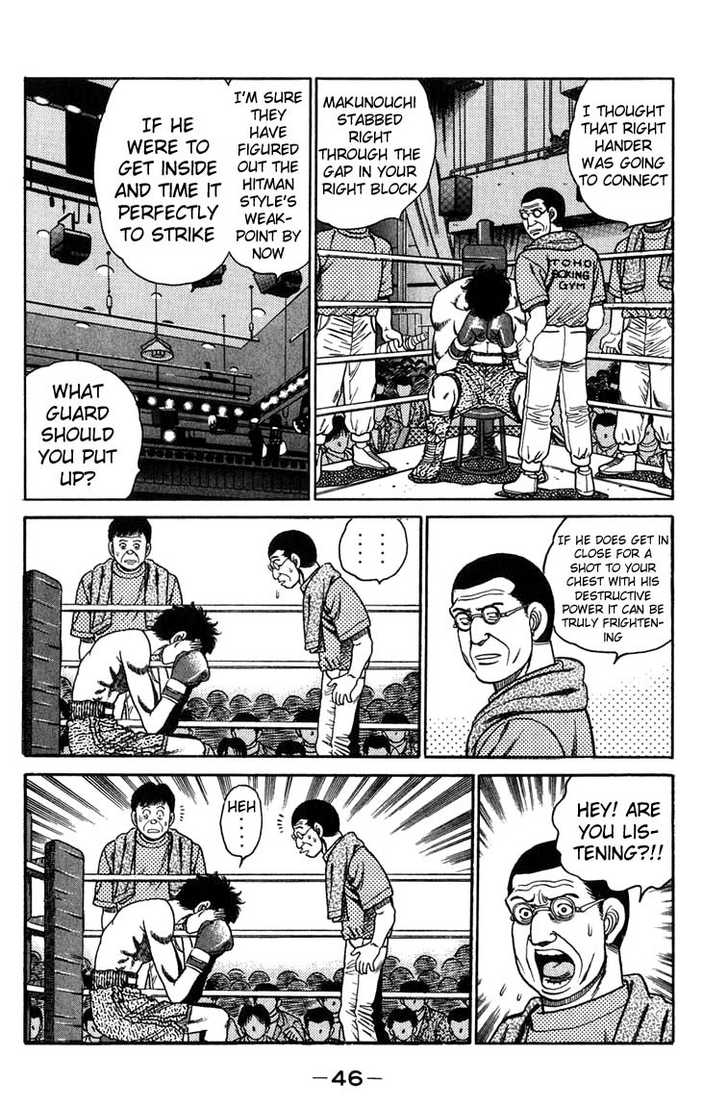 I THOUGHT
THAT RIGHT
HANDER
WAS GOING
TO CONNECT
MAKUNOUCHI
STABBED
RIGHT
THROUGH THE
GAP IN YOUR
RIGHT BLOCK
TOHO
BOXING
GYM
I'M SURE
THEY
HAVE
FIGURED
OUT THE
HITMAN
STYLE'S
WEAK-
POINT BY
NOW
IF HE
WERE TO
GET INSIDE
AND TIME IT
PERFECTLY
TO STRIKE
WHAT
GUARD
SHOULD
YOU PUT
UP?
IF HE DOES GET IN
CLOSE FOR A
SHOT TO YOUR
CHEST WITH HIS
DESTRUCTIVE
POWER IT CAN BE
TRULY FRIGHTEN-
ING
....
....
HEY! ARE
YOU LIS-
TENING?!!
HEH
....
-46-